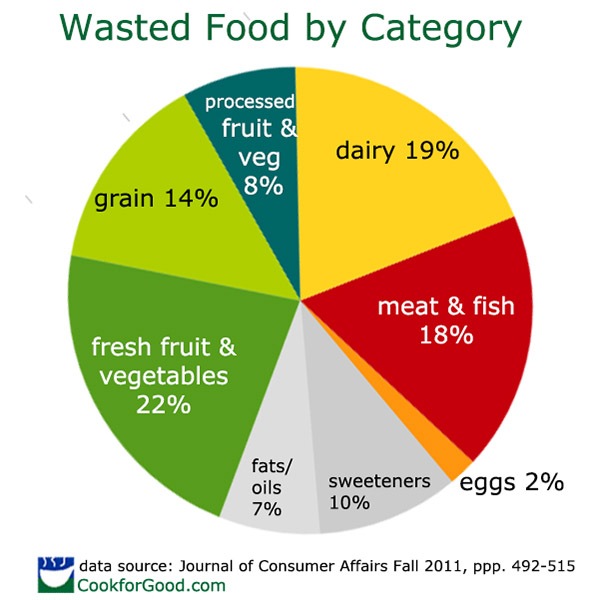 Wasted Food by Category
processed
fruit &
veg
8%
dairy 19%
grain 14%
meat & fish
18%
fresh fruit &
vegetables
22%
fats/
oils
7%
sweeteners
10%
eggs 2%
data source: Journal of Consumer Affairs Fall 2011, ppp. 492-515
CookforGood.com